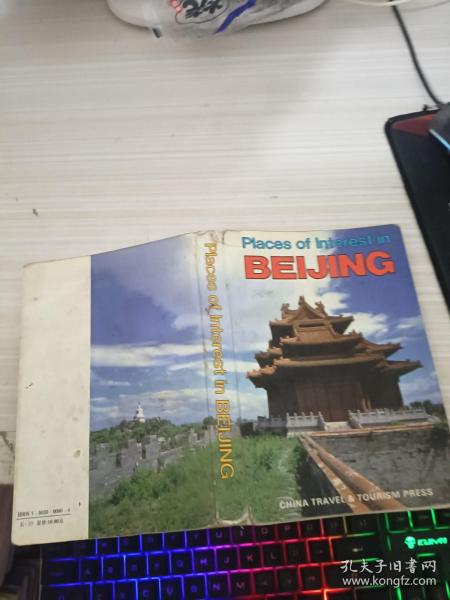 Places of Interest in
BEIJING
Places of Interest in BEIJING
CHINA TRAVEL & TOURISM PRESS
孔夫子旧书网
www.kongfz.com